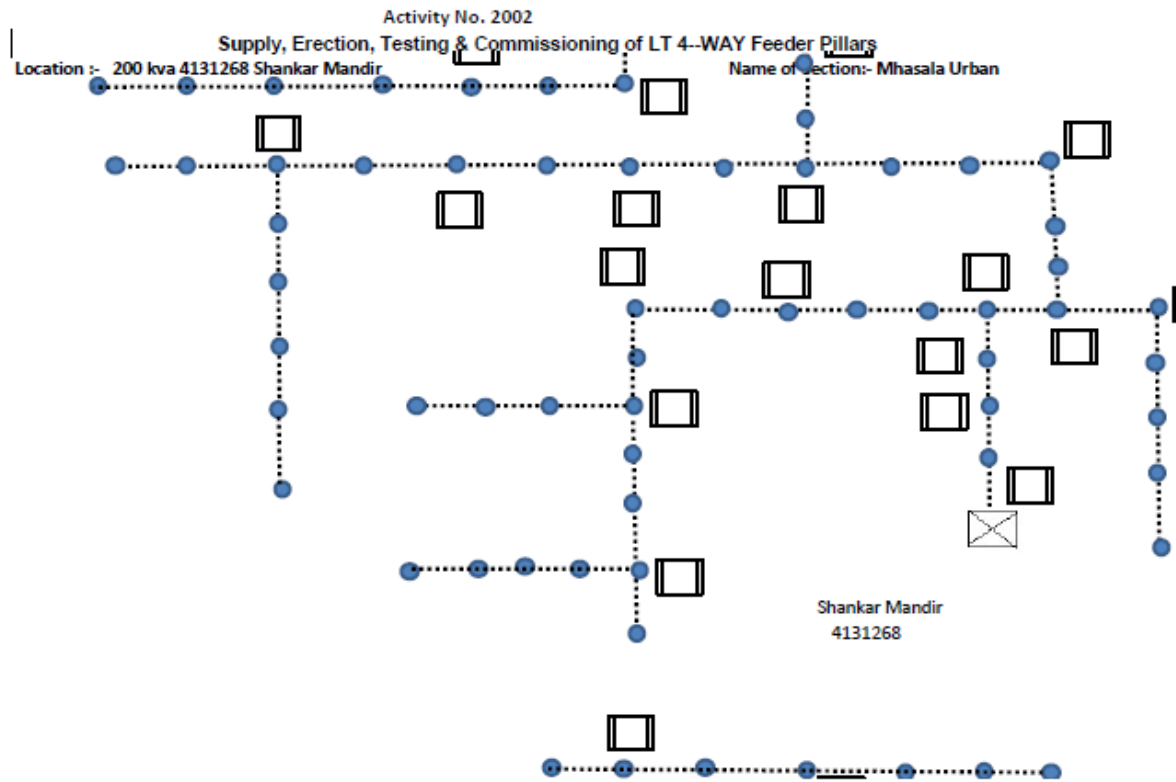 Activity No. 2002
Supply, Erection, Testing & Commissioning of LT 4--WAY Feeder Pillars
Location :- 200 kva 4131268 Shankar Mandir
Name of Section:- Mhasala Urban
Shankar Mandir
4131268